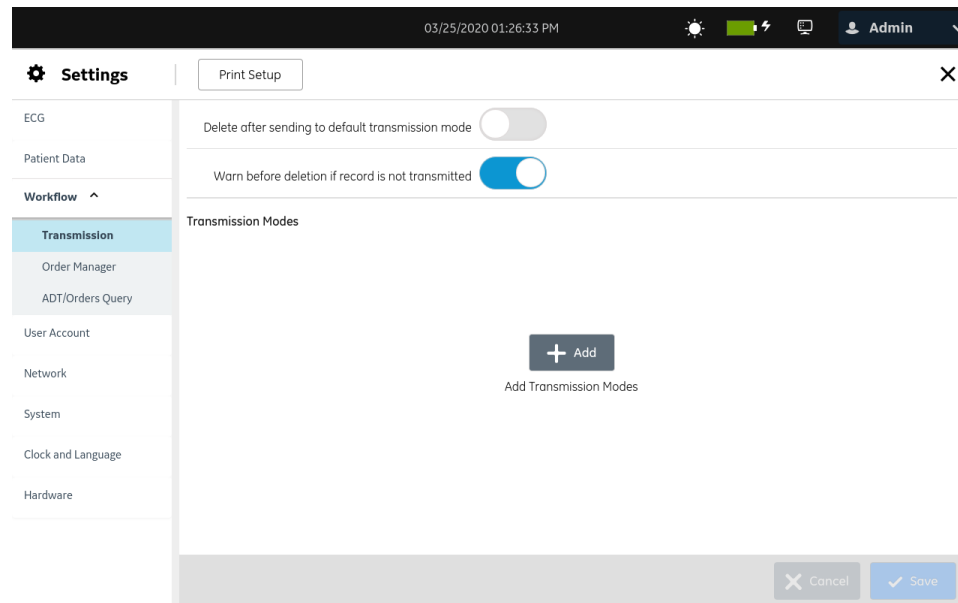 03/25/2020 01:26:33 PM
Admin
Settings
Print Setup
ECG
Patient Data
Workflow
Transmission
Order Manager
ADT/Orders Query
User Account
Network
System
Clock and Language
Hardware
Delete after sending to default transmission mode
Warn before deletion if record is not transmitted
Transmission Modes
Add
Add Transmission Modes
Cancel
Save